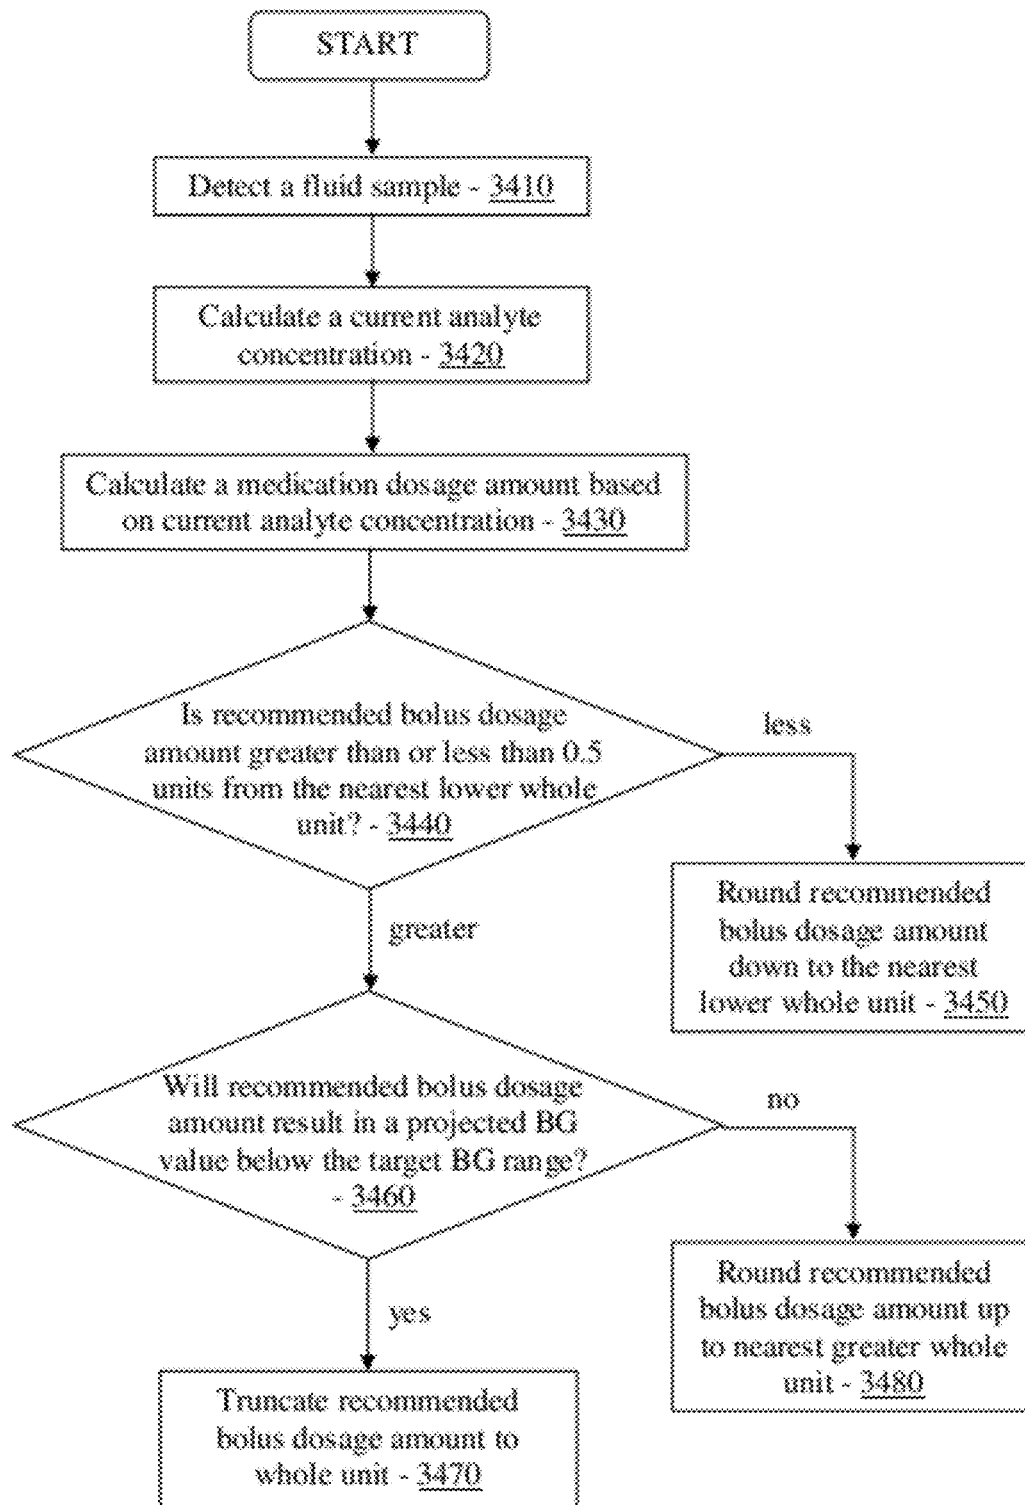 START
Detect a fluid sample - 3410
Calculate a current analyte
concentration - 3420
Calculate a medication dosage amount based
on current analyte concentration - 3430
Is recommended bolus dosage
amount greater than or less than 0.5
units from the nearest lower whole
unit? - 3440
less
Round recommended
bolus dosage amount
down to the nearest
lower whole unit - 3450
greater
Will recommended bolus dosage
amount result in a projected BG
value below the target BG range?
- 3460
no
Round recommended
bolus dosage amount up
to nearest greater whole
unit - 3480
yes
Truncate recommended
bolus dosage amount to
whole unit - 3470